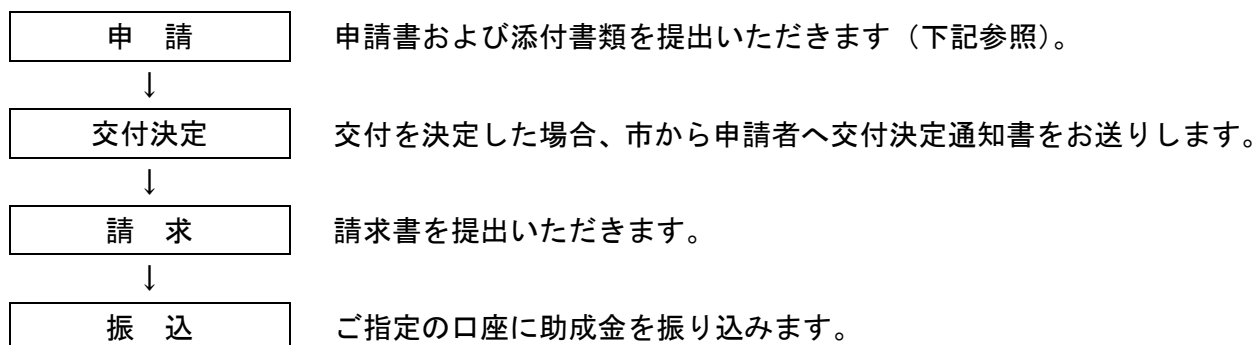 申　請　　申請書および添付書類を提出いただきます（下記参照）。
↓
交付決定　　交付を決定した場合、市から申請者へ交付決定通知書をお送りします。
↓
請　求　　請求書を提出いただきます。
↓
振　込　　ご指定の口座に助成金を振り込みます。